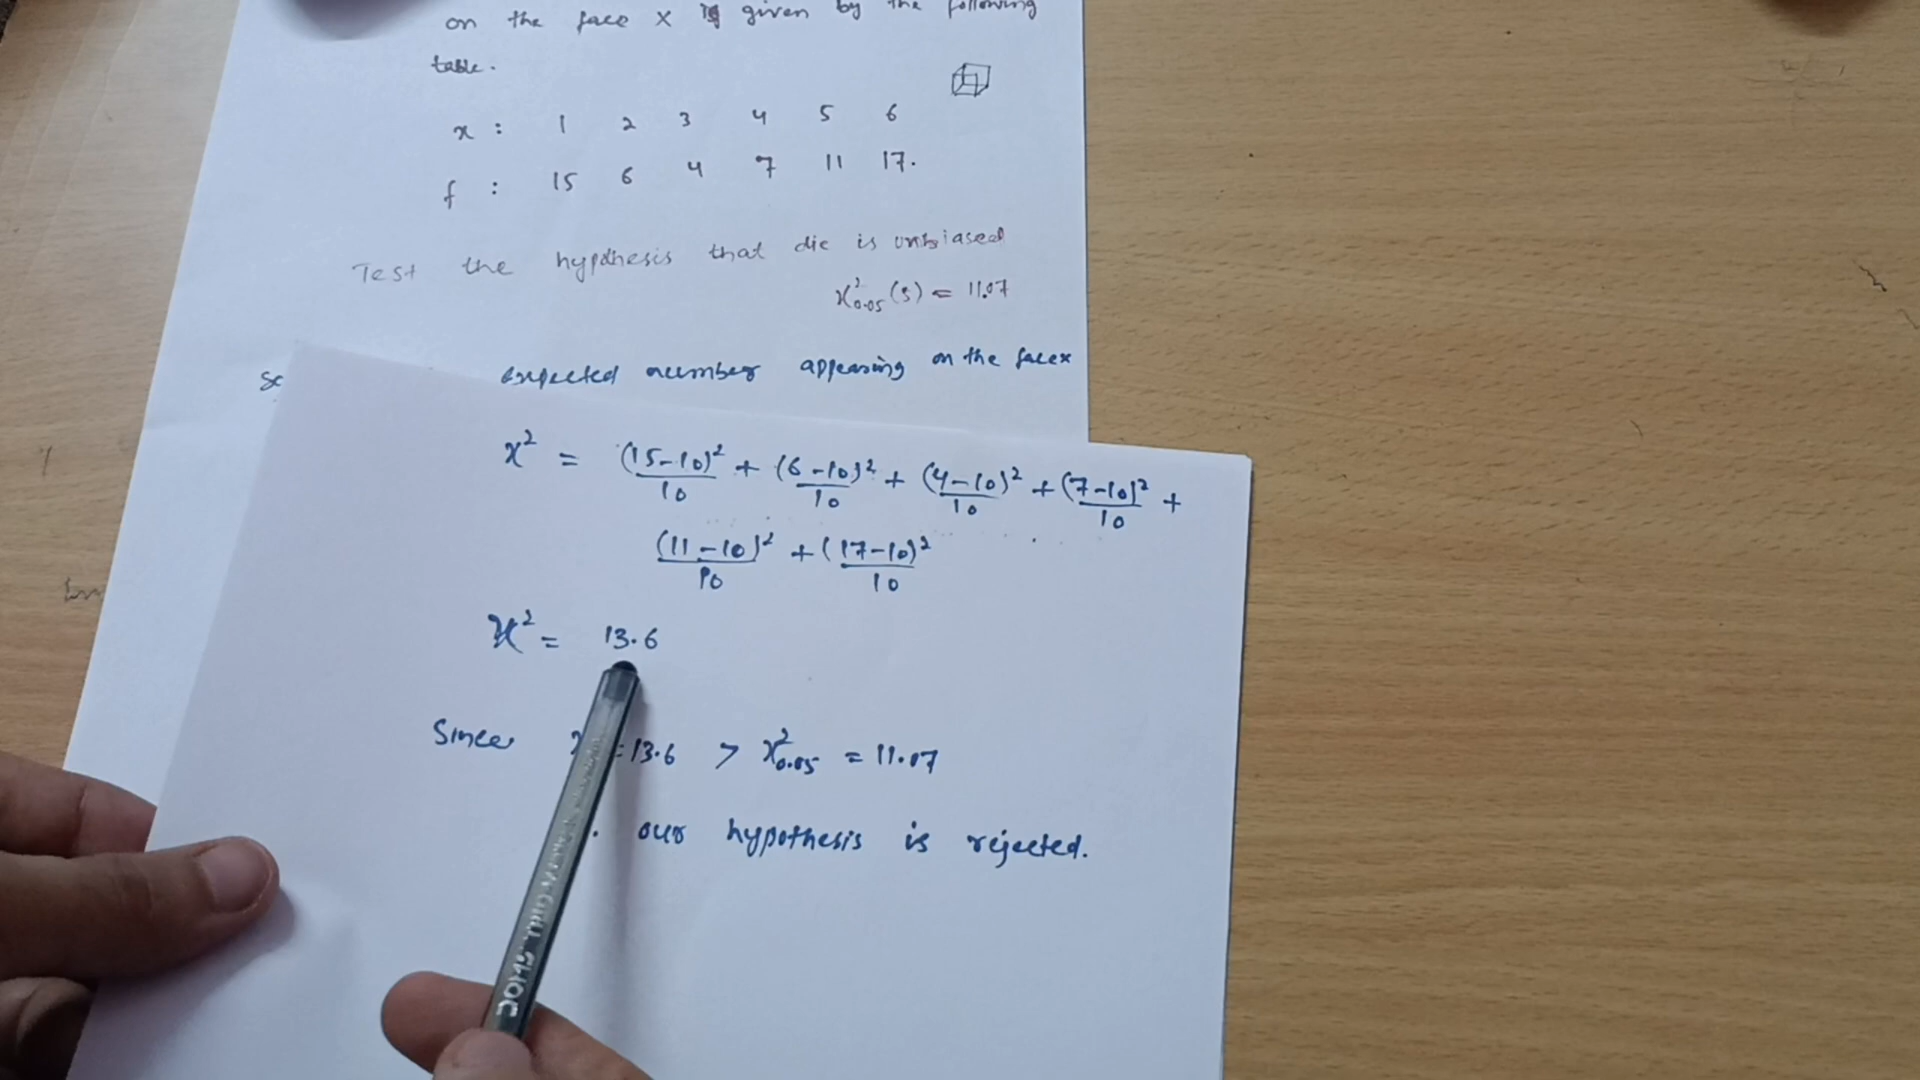 on the face X is given by the following
table.
x : 1 2 3 4 5 6
f : 15 6 4 7 11 17.
Test the hypothesis that die is unbiased
χ²0.05 (5) = 11.07
expected number appearing on the face x
x² = (15-10)²/10 + (6-10)²/10 + (4-10)²/10 + (7-10)²/10 +
(11-10)²/10 + (17-10)²/10
χ² = 13.6
Since = 13.6 > χ²0.05 = 11.07
our hypothesis is rejected.